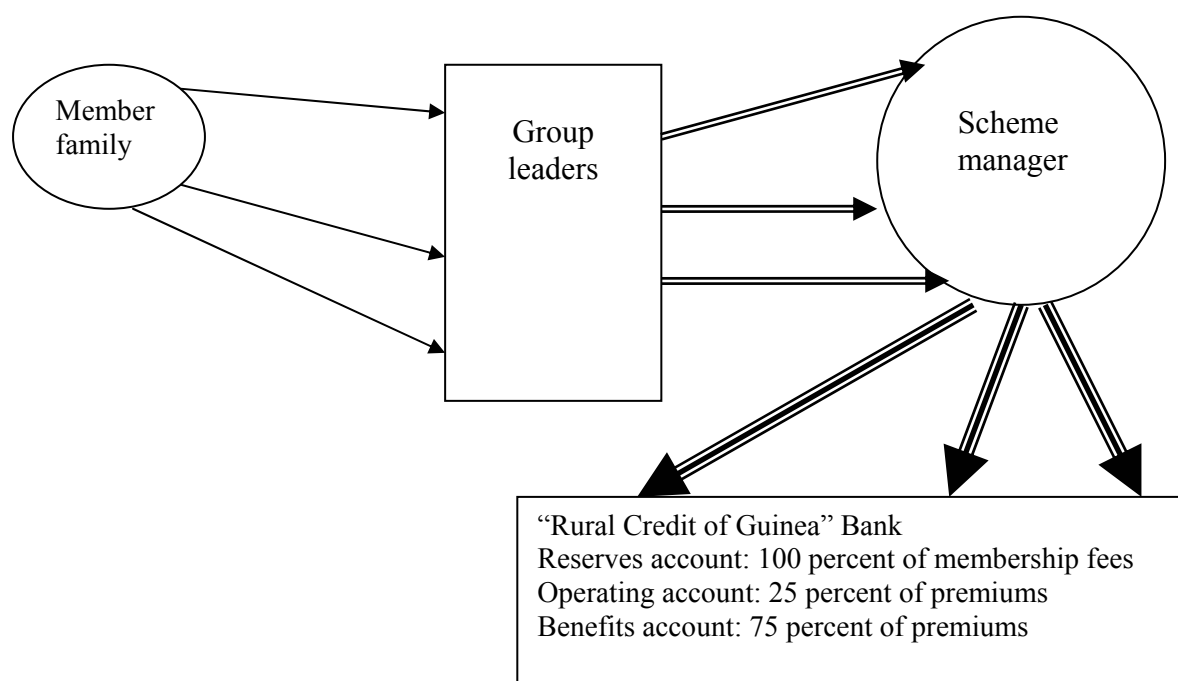 Member
family
Group
leaders
Scheme
manager
“Rural Credit of Guinea” Bank
Reserves account: 100 percent of membership fees
Operating account: 25 percent of premiums
Benefits account: 75 percent of premiums